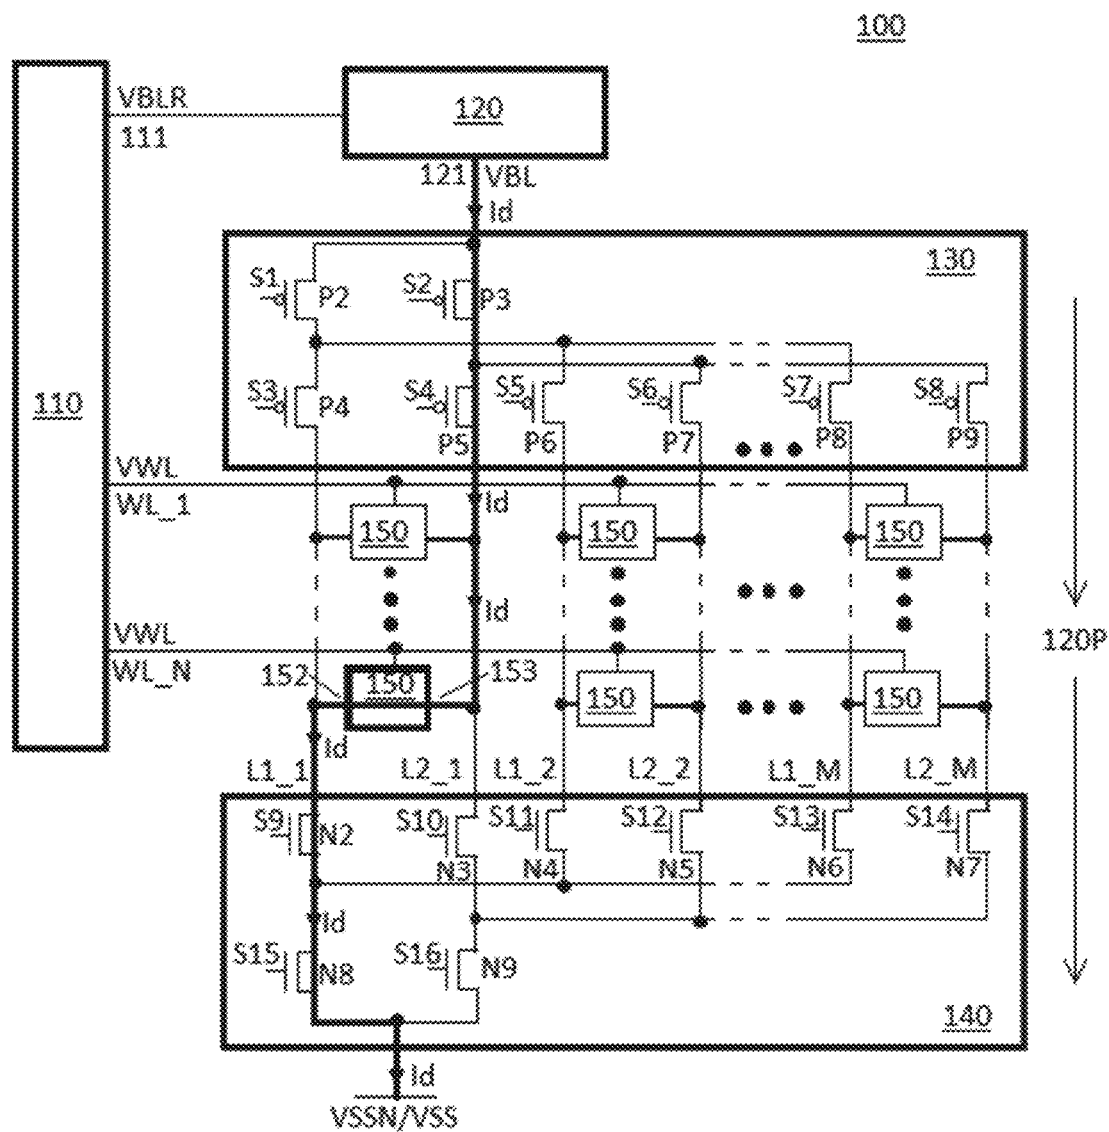 100
VBLR
111
120
121 VBL
Id
130
S1 P2 S2 P3
S3 P4 S4 P5 S5 P6 S6 P7 S7 P8 S8 P9
110
VWL
WL_1
Id
150 150 150
Id
120P
VWL
WL_N
152 150 153 150 150
Id
L1_1 L2_1 L1_2 L2_2 L1_M L2_M
S9 N2 S10 N3 S11 N4 S12 N5 S13 N6 S14 N7
Id
S15 N8 S16 N9
140
Id
VSSN/VSS